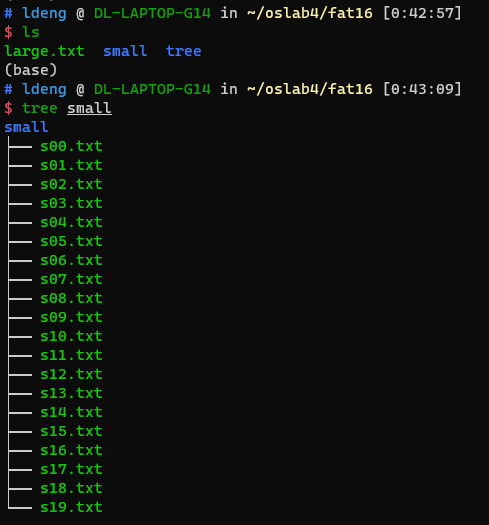 # ldeng @ DL-LAPTOP-G14 in ~/oslab4/fat16 [0:42:57]
$ ls
large.txt  small  tree
(base)
# ldeng @ DL-LAPTOP-G14 in ~/oslab4/fat16 [0:43:09]
$ tree small
small
├── s00.txt
├── s01.txt
├── s02.txt
├── s03.txt
├── s04.txt
├── s05.txt
├── s06.txt
├── s07.txt
├── s08.txt
├── s09.txt
├── s10.txt
├── s11.txt
├── s12.txt
├── s13.txt
├── s14.txt
├── s15.txt
├── s16.txt
├── s17.txt
├── s18.txt
└── s19.txt